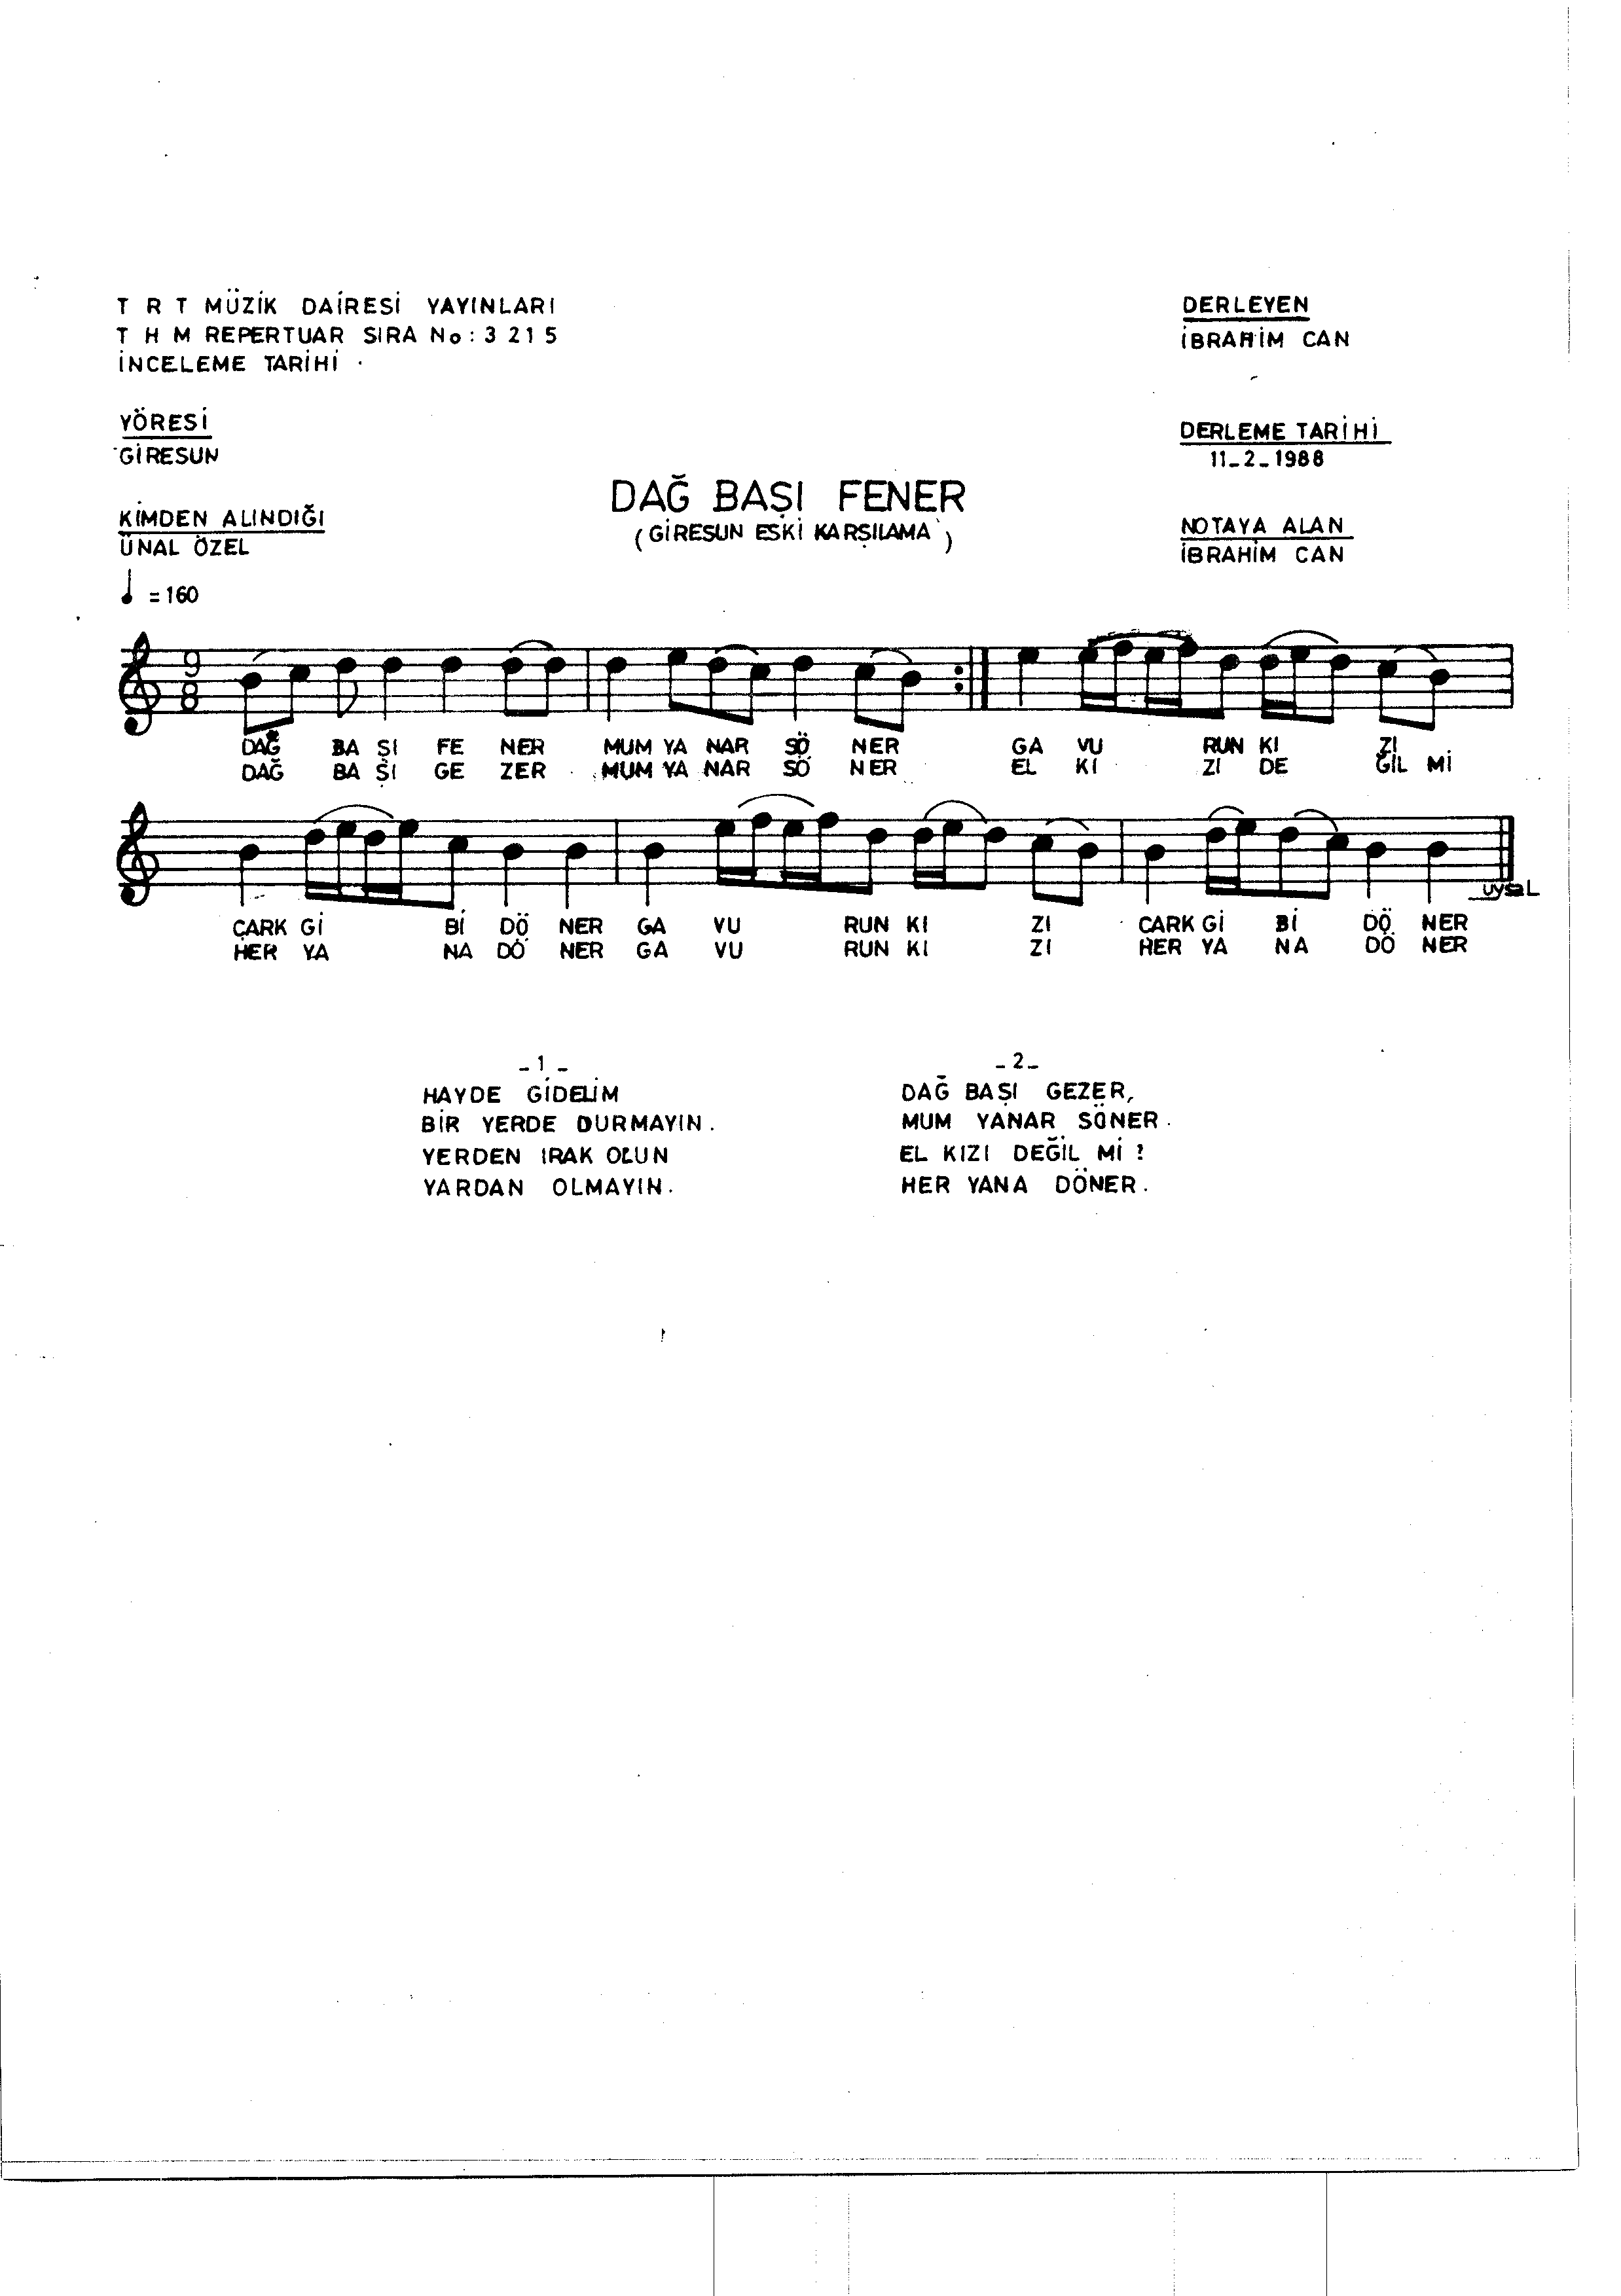 T R T MÜZİK DAİRESİ YAYINLARI
T H M REPERTUAR SIRA No: 3 21 5
İNCELEME TARİHİ
YÖRESİ
GİRESUN
KİMDEN ALINDIĞI
ÜNAL ÖZEL
DERLEYEN
İBRAHİM CAN
DERLEME TARİHİ
11-2-1988
NOTAYA ALAN
İBRAHİM CAN
DAĞ BAŞI FENER
(GİRESUN ESKİ KARŞILAMA)
=160
9
8
DAĞ BA ŞI FE NER MUM YA NAR SÖ NER GA VU RUN KI ZI
DAĞ BA ŞI GE ZER MUM YA NAR SÖ NER EL KI ZI DE ĞİL Mİ
ÇARK Gİ Bİ DÖ NER GA VU RUN KI ZI ÇARK Gİ Bİ DÖ NER
HER YA NA DÖ NER GA VU RUN KI ZI HER YA NA DÖ NER
uysaL
-1-
HAYDE GİDELİM
BİR YERDE DURMAYIN.
YERDEN IRAK OLUN
YARDAN OLMAYIN.
-2-
DAĞ BAŞI GEZER,
MUM YANAR SÖNER.
EL KIZI DEĞİL Mİ ?
HER YANA DÖNER.